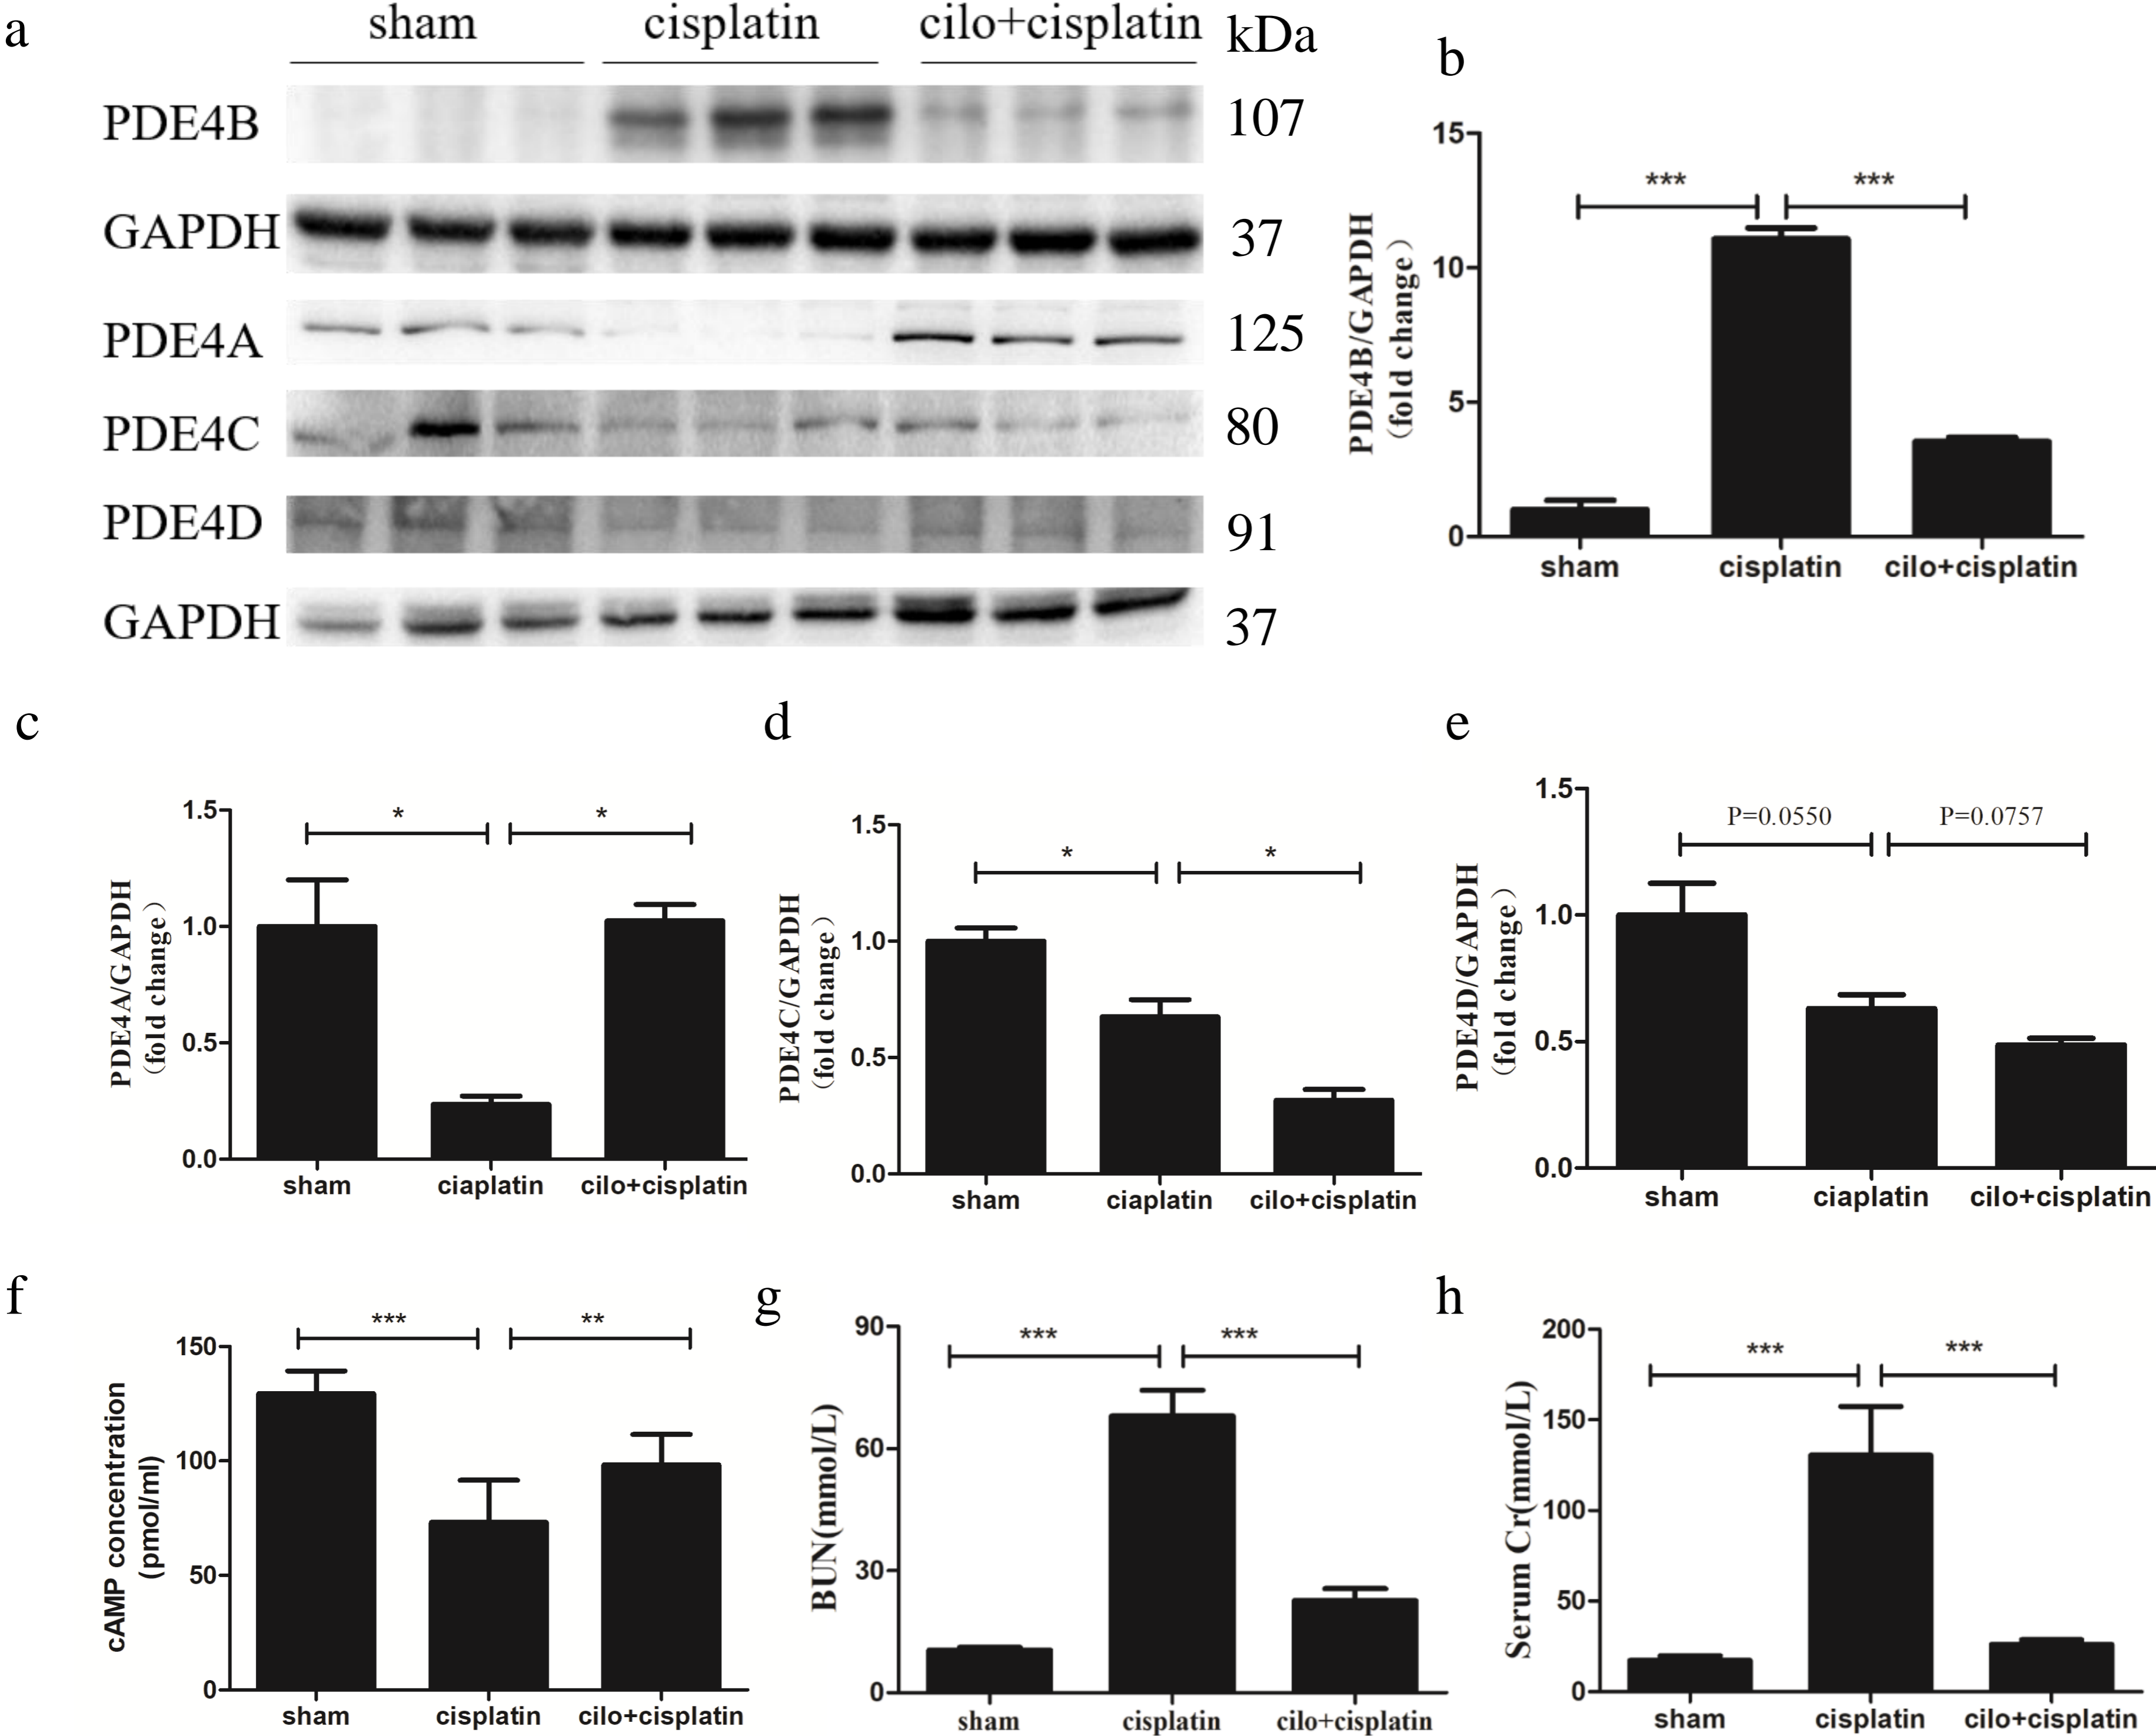 a
sham cisplatin cilo+cisplatin kDa
PDE4B 107
GAPDH 37
PDE4A 125
PDE4C 80
PDE4D 91
GAPDH 37
b
PDE4B/GAPDH
(fold change)
15
10
5
0
*** ***
sham cisplatin cilo+cisplatin
c
PDE4A/GAPDH
(fold change)
1.5
1.0
0.5
0.0
* *
sham ciaplatin cilo+cisplatin
d
PDE4C/GAPDH
(fold change)
1.5
1.0
0.5
0.0
* *
sham ciaplatin cilo+cisplatin
e
PDE4D/GAPDH
(fold change)
1.5
1.0
0.5
0.0
P=0.0550 P=0.0757
sham ciaplatin cilo+cisplatin
f
cAMP concentration
(pmol/ml)
150
100
50
0
*** **
sham cisplatin cilo+cisplatin
g
BUN(mmol/L)
90
60
30
0
*** ***
sham cisplatin cilo+cisplatin
h
Serum Cr(mmol/L)
200
150
100
50
0
*** ***
sham cisplatin cilo+cisplatin